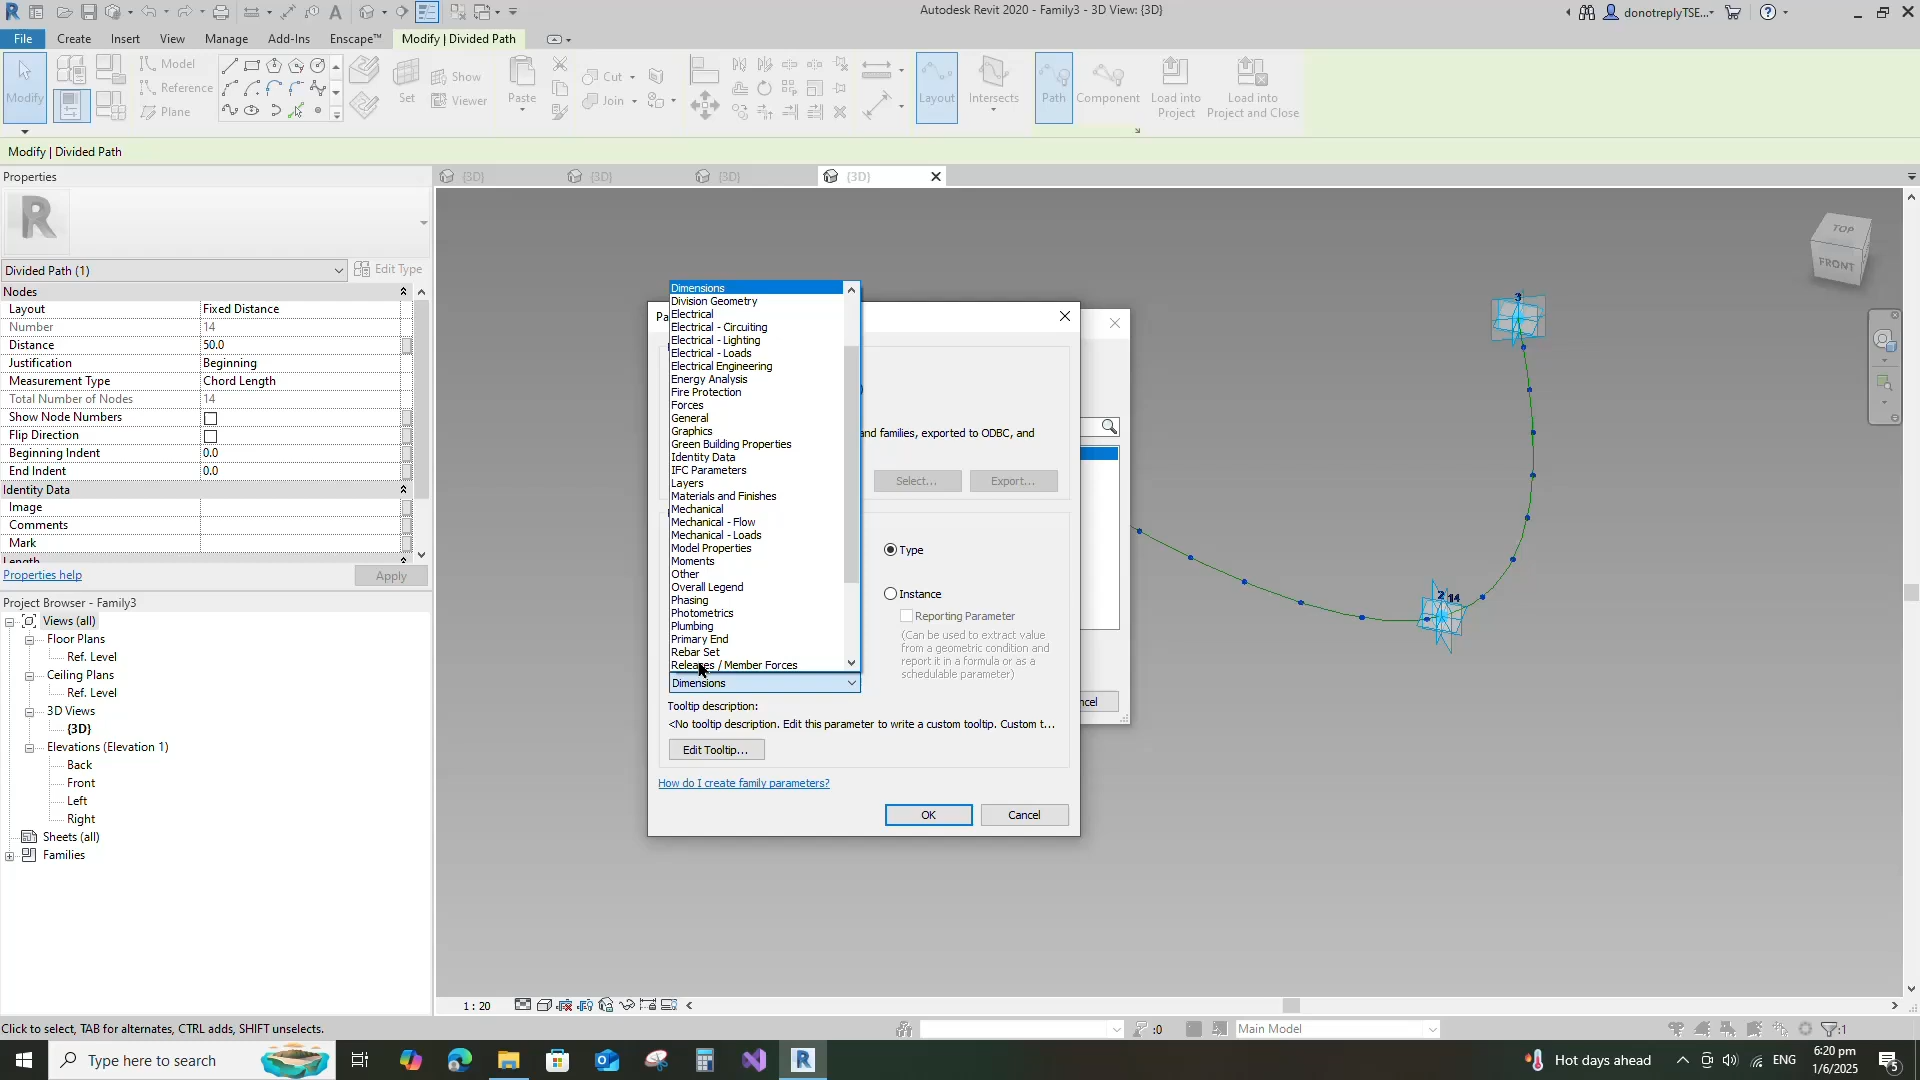 Autodesk Revit 2020 - Family3 - 3D View: {3D}
donotreplyTSE...
File Create Insert View Manage Add-Ins Enscape™ Modify | Divided Path
Modify
Model
Reference
Plane
Set
Show
Viewer
Paste
Cut
Join
Layout
Intersects
Path
Component
Load into
Project
Load into
Project and Close
Modify | Divided Path
Properties
{3D} {3D} {3D} {3D}
R
Divided Path (1)
Edit Type
Nodes
Layout Fixed Distance
Number 14
Distance 50.0
Justification Beginning
Measurement Type Chord Length
Total Number of Nodes 14
Show Node Numbers
Flip Direction
Beginning Indent 0.0
End Indent 0.0
Identity Data
Image
Comments
Mark
Length
Properties help
Apply
Project Browser - Family3
Views (all)
Floor Plans
Ref. Level
Ceiling Plans
Ref. Level
3D Views
{3D}
Elevations (Elevation 1)
Back
Front
Left
Right
Sheets (all)
Families
Pa
Dimensions
Division Geometry
Electrical
Electrical - Circuiting
Electrical - Lighting
Electrical - Loads
Electrical Engineering
Energy Analysis
Fire Protection
Forces
General
Graphics
Green Building Properties
Identity Data
IFC Parameters
Layers
Materials and Finishes
Mechanical
Mechanical - Flow
Mechanical - Loads
Model Properties
Moments
Other
Overall Legend
Phasing
Photometrics
Plumbing
Primary End
Rebar Set
Releases / Member Forces
Dimensions
and families, exported to ODBC, and
Select...
Export...
Type
Instance
Reporting Parameter
(Can be used to extract value
from a geometric condition and
report it in a formula or as a
schedulable parameter)
Tooltip description:
<No tooltip description. Edit this parameter to write a custom tooltip. Custom t...
Edit Tooltip...
How do I create family parameters?
OK
Cancel
ncel
3
2
14
TOP
FRONT
1 : 20
Click to select, TAB for alternates, CTRL adds, SHIFT unselects.
:0
Main Model
:1
Type here to search
Hot days ahead
ENG
6:20 pm
1/6/2025
5